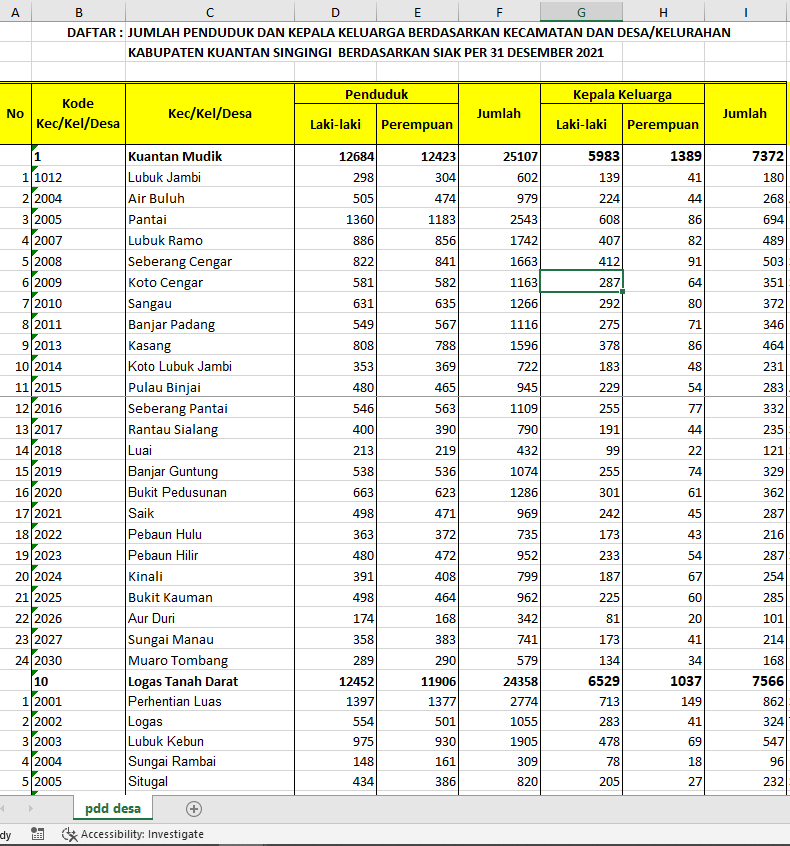 A B C D E F G H I
DAFTAR : JUMLAH PENDUDUK DAN KEPALA KELUARGA BERDASARKAN KECAMATAN DAN DESA/KELURAHAN
KABUPATEN KUANTAN SINGINGI BERDASARKAN SIAK PER 31 DESEMBER 2021
No Kode Kec/Kel/Desa Kec/Kel/Desa Penduduk Jumlah Kepala Keluarga Jumlah
Laki-laki Perempuan Laki-laki Perempuan
1 Kuantan Mudik 12684 12423 25107 5983 1389 7372
1 1012 Lubuk Jambi 298 304 602 139 41 180
2 2004 Air Buluh 505 474 979 224 44 268
3 2005 Pantai 1360 1183 2543 608 86 694
4 2007 Lubuk Ramo 886 856 1742 407 82 489
5 2008 Seberang Cengar 822 841 1663 412 91 503
6 2009 Koto Cengar 581 582 1163 287 64 351
7 2010 Sangau 631 635 1266 292 80 372
8 2011 Banjar Padang 549 567 1116 275 71 346
9 2013 Kasang 808 788 1596 378 86 464
10 2014 Koto Lubuk Jambi 353 369 722 183 48 231
11 2015 Pulau Binjai 480 465 945 229 54 283
12 2016 Seberang Pantai 546 563 1109 255 77 332
13 2017 Rantau Sialang 400 390 790 191 44 235
14 2018 Luai 213 219 432 99 22 121
15 2019 Banjar Guntung 538 536 1074 255 74 329
16 2020 Bukit Pedusunan 663 623 1286 301 61 362
17 2021 Saik 498 471 969 242 45 287
18 2022 Pebaun Hulu 363 372 735 173 43 216
19 2023 Pebaun Hilir 480 472 952 233 54 287
20 2024 Kinali 391 408 799 187 67 254
21 2025 Bukit Kauman 498 464 962 225 60 285
22 2026 Aur Duri 174 168 342 81 20 101
23 2027 Sungai Manau 358 383 741 173 41 214
24 2030 Muaro Tombang 289 290 579 134 34 168
10 Logas Tanah Darat 12452 11906 24358 6529 1037 7566
1 2001 Perhentian Luas 1397 1377 2774 713 149 862
2 2002 Logas 554 501 1055 283 41 324
3 2003 Lubuk Kebun 975 930 1905 478 69 547
4 2004 Sungai Rambai 148 161 309 78 18 96
5 2005 Situgal 434 386 820 205 27 232
pdd desa
dy Accessibility: Investigate